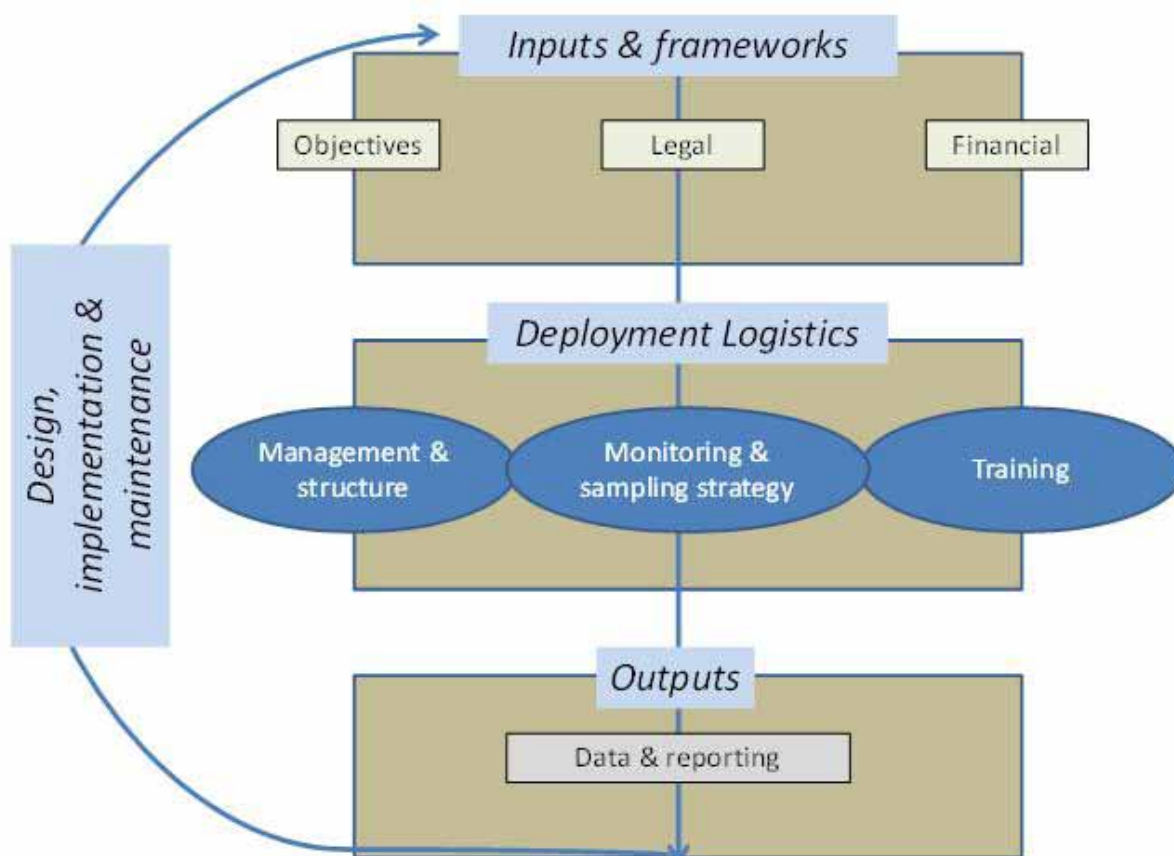 Inputs & frameworks
Objectives
Legal
Financial
Design,
implementation &
maintenance
Deployment Logistics
Management &
structure
Monitoring &
sampling strategy
Training
Outputs
Data & reporting